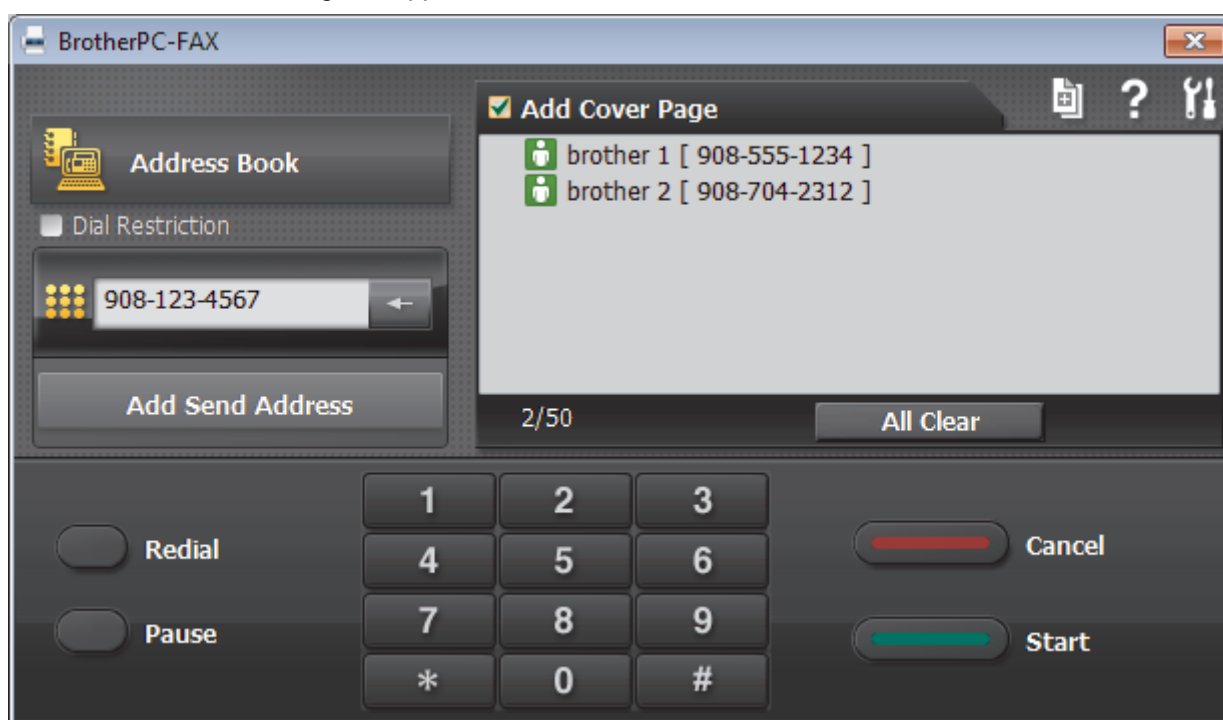 BrotherPC-FAX
Address Book
Dial Restriction
908-123-4567
Add Send Address
Add Cover Page
?
brother 1 [ 908-555-1234 ]
brother 2 [ 908-704-2312 ]
2/50
All Clear
Redial
Pause
1 2 3
4 5 6
7 8 9
* 0 #
Cancel
Start